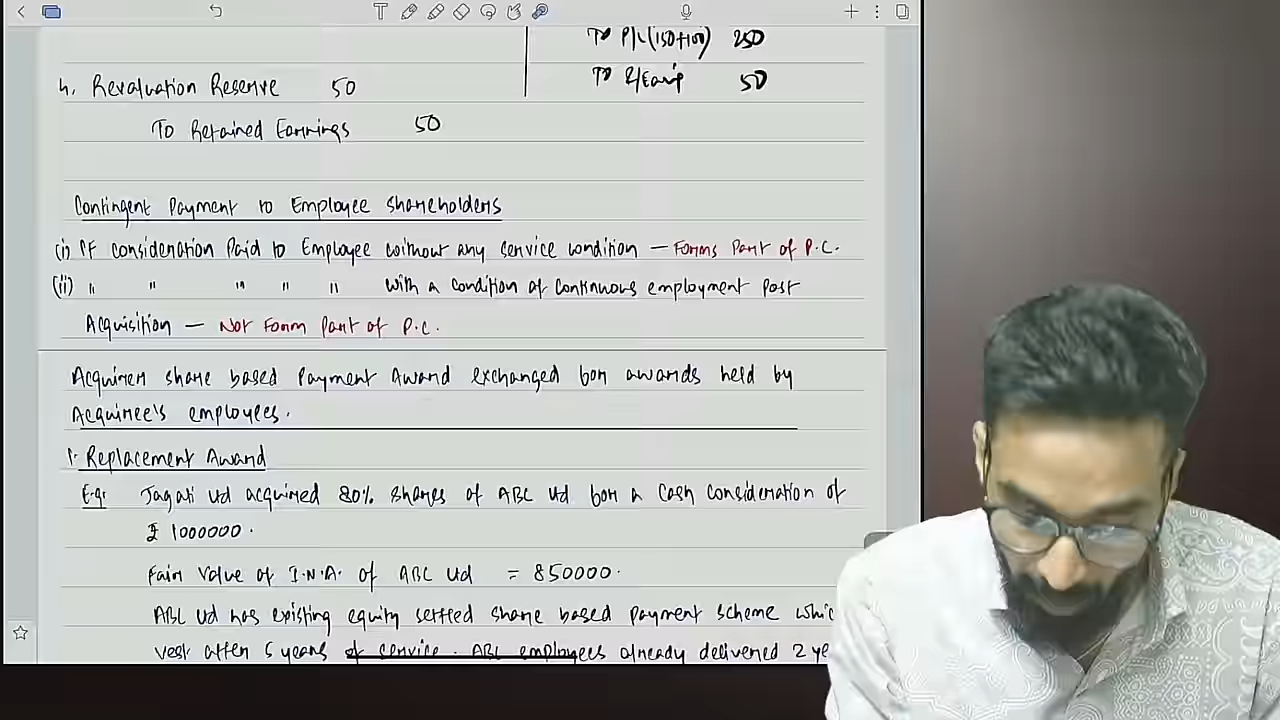 To P/L (150+100) 250
To R/Earnig 50
4. Revaluation Reserve 50
To Retained Earnings 50
Contingent Payment to Employee Shareholders
(i) If consideration Paid to Employee without any service condition — Forms Part of P.C.
(ii) " " " " " With a condition of continuous employment Post
Acquisition — Not Form Part of P.C.
Acquirer share based Payment Award exchanged for awards held by
Acquiree's employees.
1. Replacement Award
E.g: Jagati Ltd acquired 80% shares of ABC Ltd for a Cash consideration of
₹ 1000000.
Fair Value of I.N.A. of ABC Ltd = 850000.
ABC Ltd has existing equity settled share based payment scheme
Vest after 5 years of service. ABC employees already delivered 2